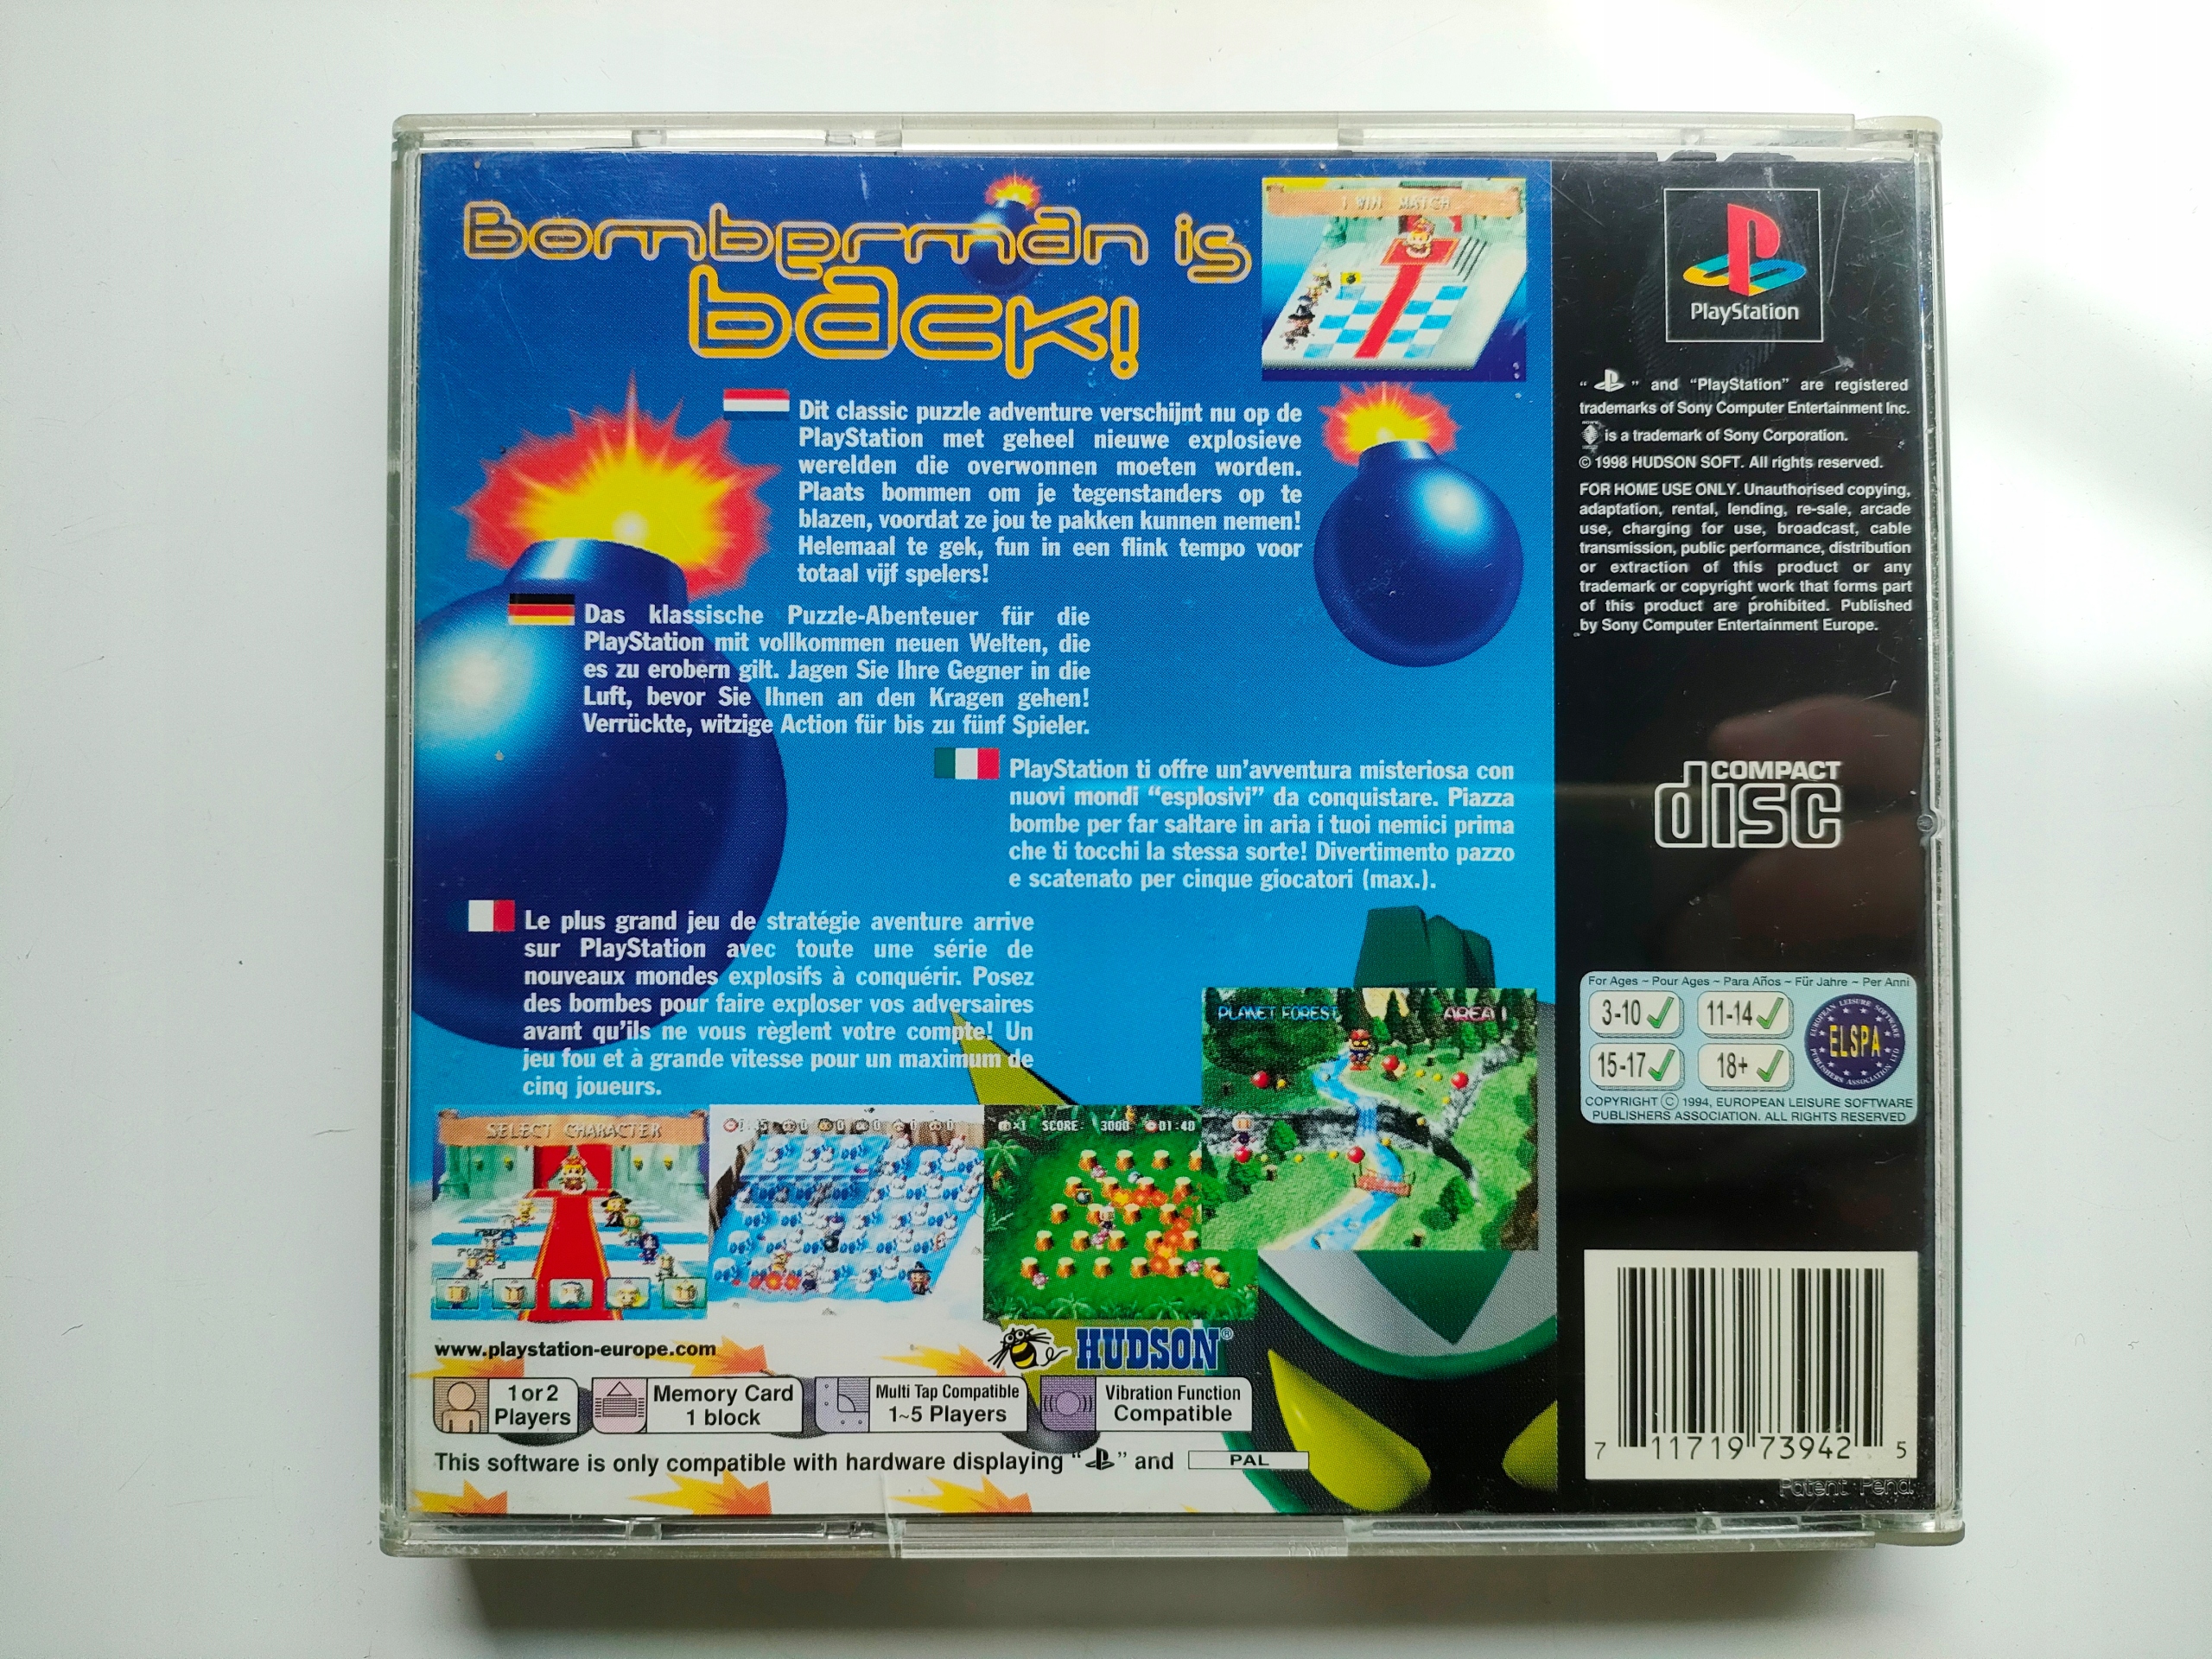 Bomberman is
back!
1 WIN MATCH
Dit classic puzzle adventure verschijnt nu op de
PlayStation met geheel nieuwe explosieve
werelden die overwonnen moeten worden.
Plaats bommen om je tegenstanders op te
blazen, voordat ze jou te pakken kunnen nemen!
Helemaal te gek, fun in een flink tempo voor
totaal vijf spelers!
Das klassische Puzzle-Abenteuer für die
PlayStation mit vollkommen neuen Welten, die
es zu erobern gilt. Jagen Sie Ihre Gegner in die
Luft, bevor Sie Ihnen an den Kragen gehen!
Verrückte, witzige Action für bis zu fünf Spieler.
PlayStation ti offre un'avventura misteriosa con
nuovi mondi “esplosivi” da conquistare. Piazza
bombe per far saltare in aria i tuoi nemici prima
che ti tocchi la stessa sorte! Divertimento pazzo
e scatenato per cinque giocatori (max.).
Le plus grand jeu de stratégie aventure arrive
sur PlayStation avec toute une série de
nouveaux mondes explosifs à conquérir. Posez
des bombes pour faire exploser vos adversaires
avant qu'ils ne vous règlent votre compte! Un
jeu fou et à grande vitesse pour un maximum de
cinq joueurs.
PLANET FOREST AREA 1
SELECT CHARACTER
×1 SCORE: 3000 01:40
www.playstation-europe.com
HUDSON®
1 or 2
Players
Memory Card
1 block
Multi Tap Compatible
1~5 Players
Vibration Function
Compatible
This software is only compatible with hardware displaying “ ” and PAL
PlayStation
“ ” and “PlayStation” are registered
trademarks of Sony Computer Entertainment Inc.
is a trademark of Sony Corporation.
© 1998 HUDSON SOFT. All rights reserved.
FOR HOME USE ONLY. Unauthorised copying,
adaptation, rental, lending, re-sale, arcade
use, charging for use, broadcast, cable
transmission, public performance, distribution
or extraction of this product or any
trademark or copyright work that forms part
of this product are prohibited. Published
by Sony Computer Entertainment Europe.
COMPACT
disc
For Ages ~ Pour Ages ~ Para Años ~ Für Jahre ~ Per Anni
3-10 11-14
15-17 18+
EUROPEAN LEISURE SOFTWARE
ELSPA
PUBLISHERS ASSOCIATION LTD
COPYRIGHT © 1994, EUROPEAN LEISURE SOFTWARE
PUBLISHERS ASSOCIATION. ALL RIGHTS RESERVED
7 11719 73942 5
Patent Pend.